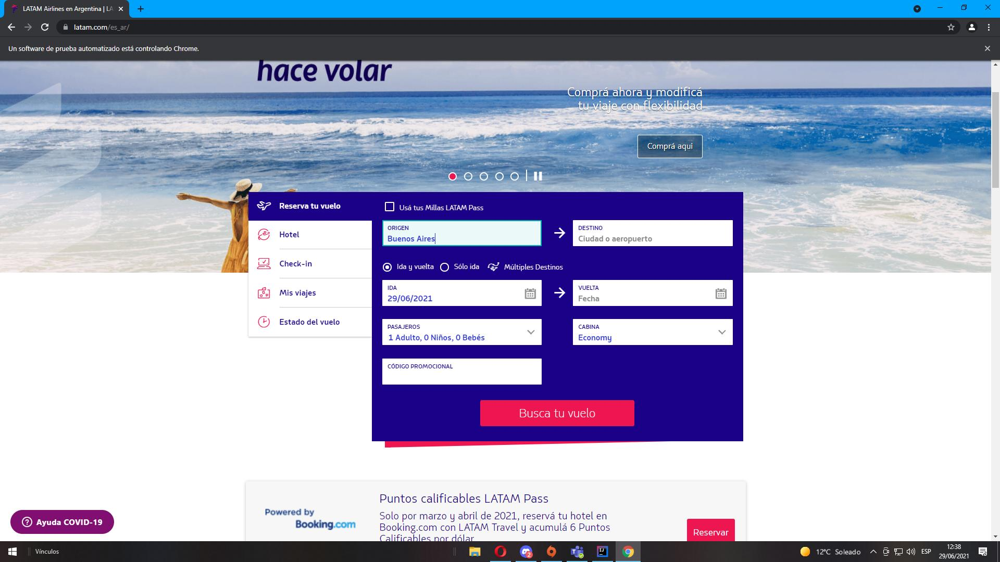 LATAM Airlines en Argentina | LA
latam.com/es_ar/
Un software de prueba automatizado está controlando Chrome.
hace volar
Comprá ahora y modificá
tu viaje con flexibilidad
Comprá aqui
Reserva tu vuelo
Hotel
Check-in
Mis viajes
Estado del vuelo
Usá tus Millas LATAM Pass
ORIGEN
Buenos Aires
DESTINO
Ciudad o aeropuerto
Ida y vuelta
Sólo ida
Múltiples Destinos
IDA
29/06/2021
VUELTA
Fecha
PASAJEROS
1 Adulto, 0 Niños, 0 Bebés
CABINA
Economy
CÓDIGO PROMOCIONAL
Busca tu vuelo
Powered by
Booking.com
Puntos calificables LATAM Pass
Solo por marzo y abril de 2021, reservá tu hotel en
Booking.com con LATAM Travel y acumulá 6 Puntos
Calificables por dólar
Reservar
Ayuda COVID-19
Vínculos
2
IJ
12°C Soleado
ESP
12:38
29/06/2021